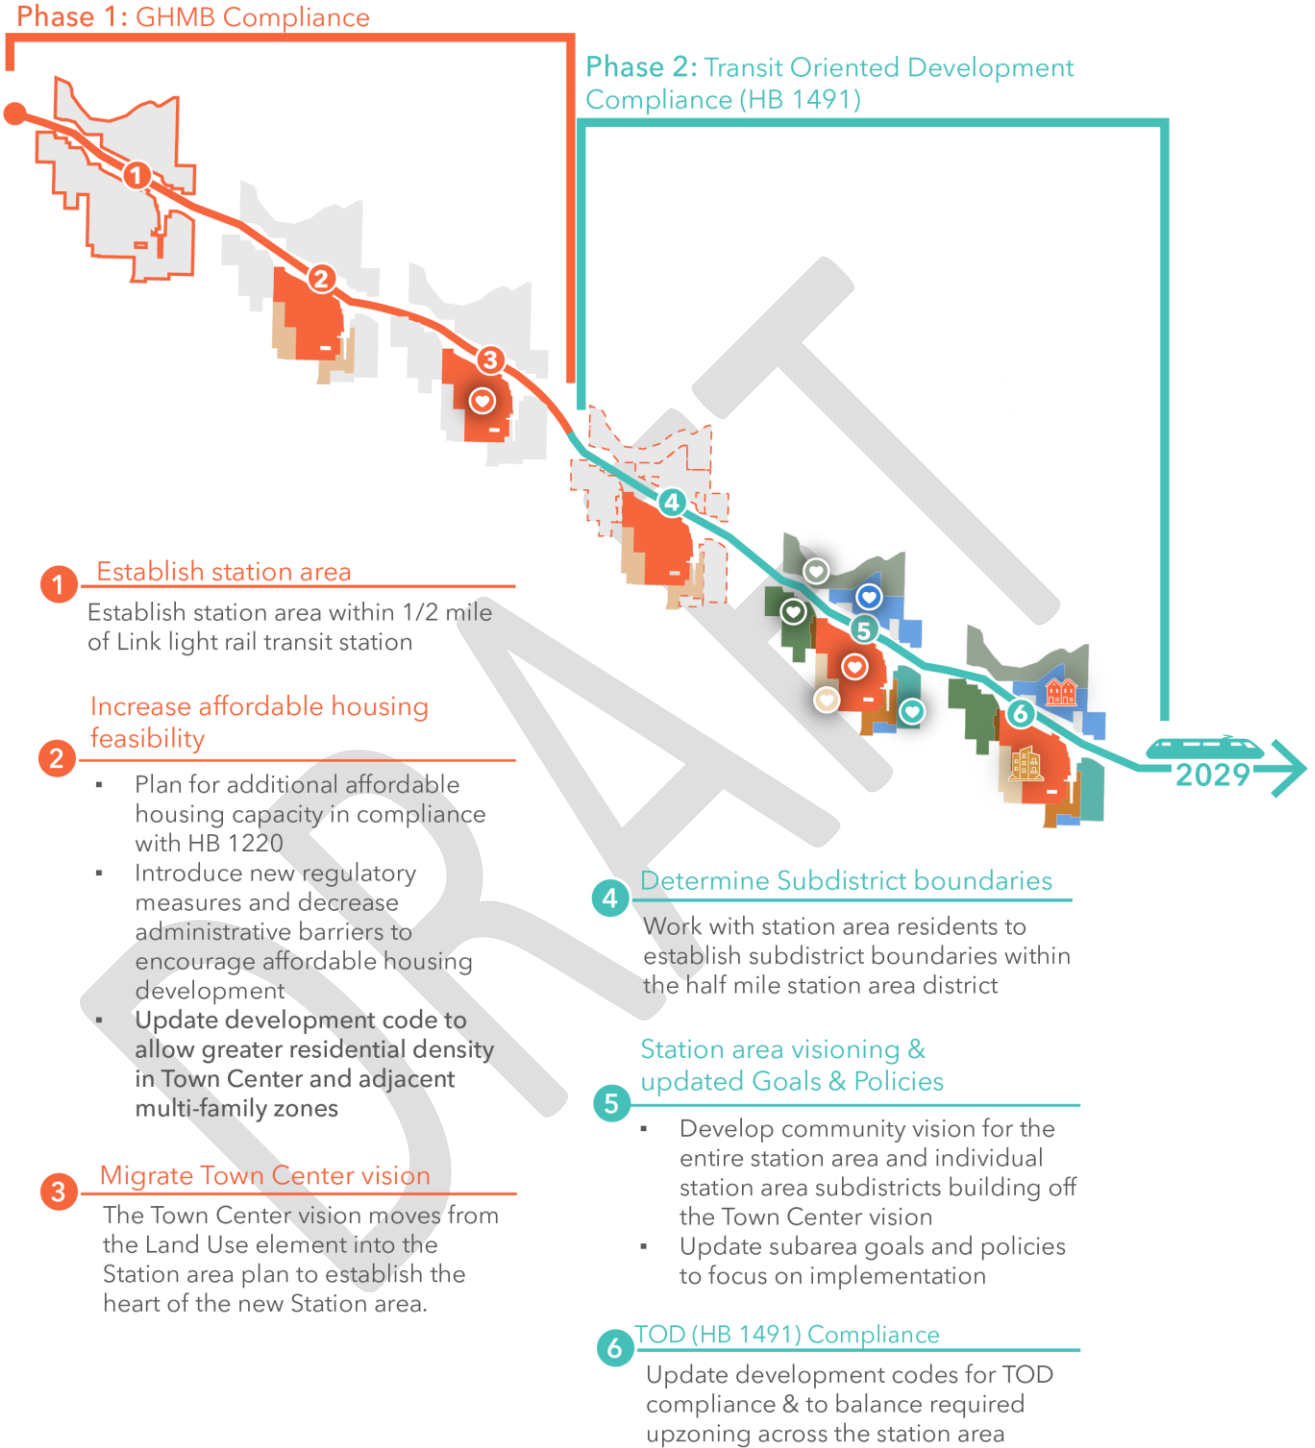 Phase 1: GHMB Compliance
Phase 2: Transit Oriented Development
Compliance (HB 1491)
1
2
3
4
5
6
2029
DRAFT
1
Establish station area
Establish station area within 1/2 mile
of Link light rail transit station
2
Increase affordable housing
feasibility
▪ Plan for additional affordable
housing capacity in compliance
with HB 1220
▪ Introduce new regulatory
measures and decrease
administrative barriers to
encourage affordable housing
development
▪ Update development code to
allow greater residential density
in Town Center and adjacent
multi-family zones
3
Migrate Town Center vision
The Town Center vision moves from
the Land Use element into the
Station area plan to establish the
heart of the new Station area.
4
Determine Subdistrict boundaries
Work with station area residents to
establish subdistrict boundaries within
the half mile station area district
5
Station area visioning &
updated Goals & Policies
▪ Develop community vision for the
entire station area and individual
station area subdistricts building off
the Town Center vision
▪ Update subarea goals and policies
to focus on implementation
6
TOD (HB 1491) Compliance
Update development codes for TOD
compliance & to balance required
upzoning across the station area